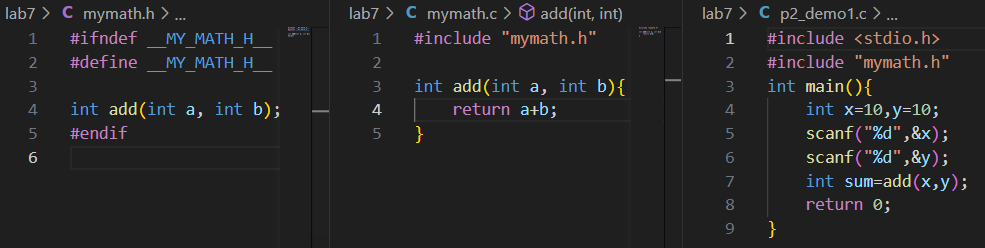 lab7 > C mymath.h > ...
1 #ifndef __MY_MATH_H__
2 #define __MY_MATH_H__
3
4 int add(int a, int b);
5 #endif
6
lab7 > C mymath.c > add(int, int)
1 #include "mymath.h"
2
3 int add(int a, int b){
4     return a+b;
5 }
lab7 > C p2_demo1.c > ...
1 #include <stdio.h>
2 #include "mymath.h"
3 int main(){
4     int x=10,y=10;
5     scanf("%d",&x);
6     scanf("%d",&y);
7     int sum=add(x,y);
8     return 0;
9 }